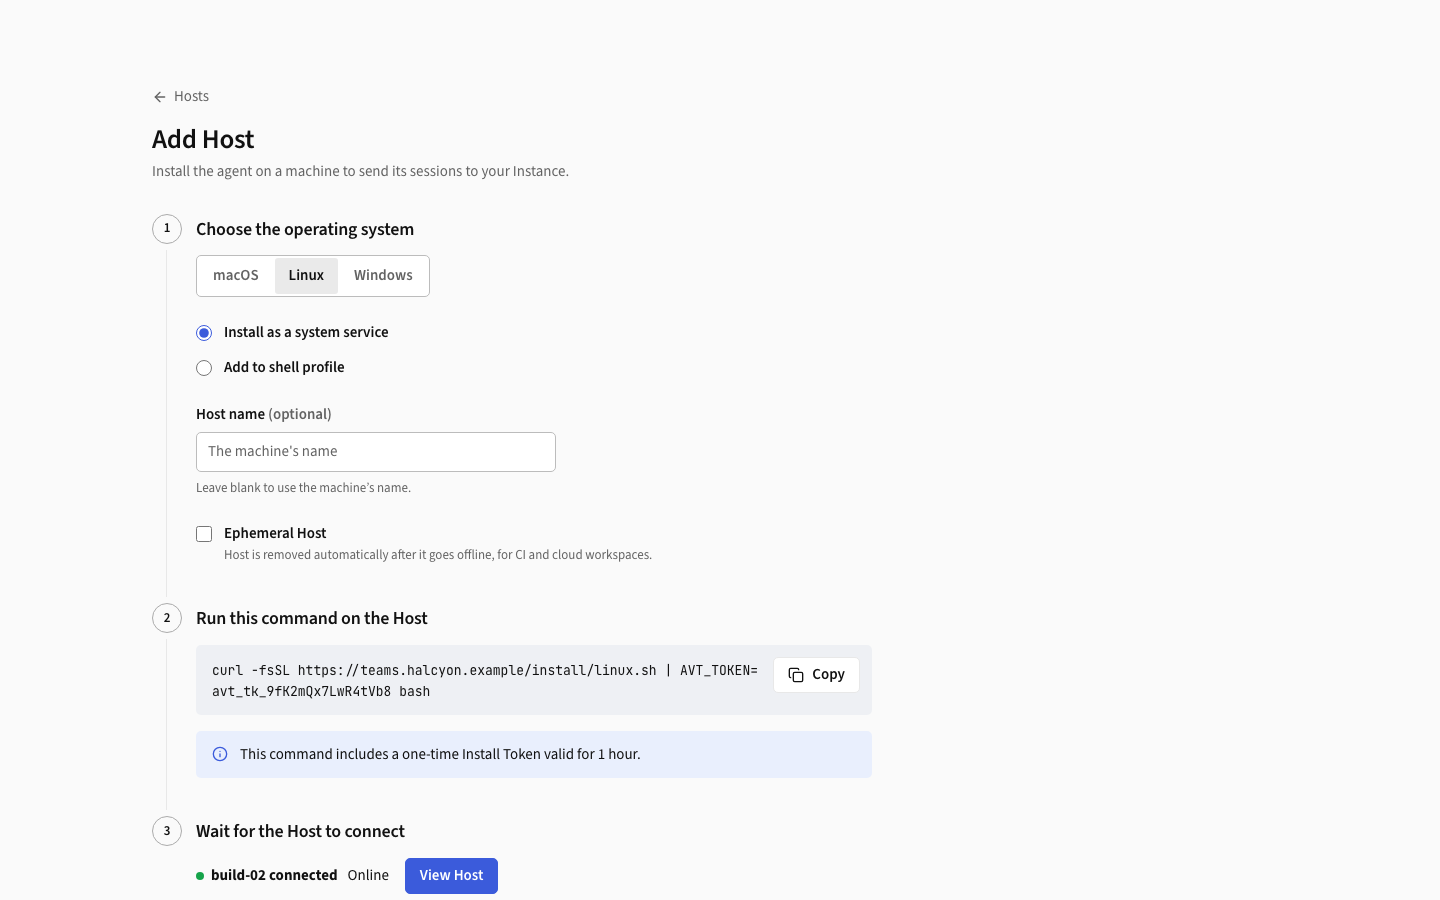 Hosts
Add Host
Install the agent on a machine to send its sessions to your Instance.
1
Choose the operating system
macOS Linux Windows
Install as a system service
Add to shell profile
Host name (optional)
The machine's name
Leave blank to use the machine’s name.
Ephemeral Host
Host is removed automatically after it goes offline, for CI and cloud workspaces.
2
Run this command on the Host
curl -fsSL https://teams.halcyon.example/install/linux.sh | AVT_TOKEN=
avt_tk_9fK2mQx7LwR4tVb8 bash
Copy
This command includes a one-time Install Token valid for 1 hour.
3
Wait for the Host to connect
build-02 connected Online View Host